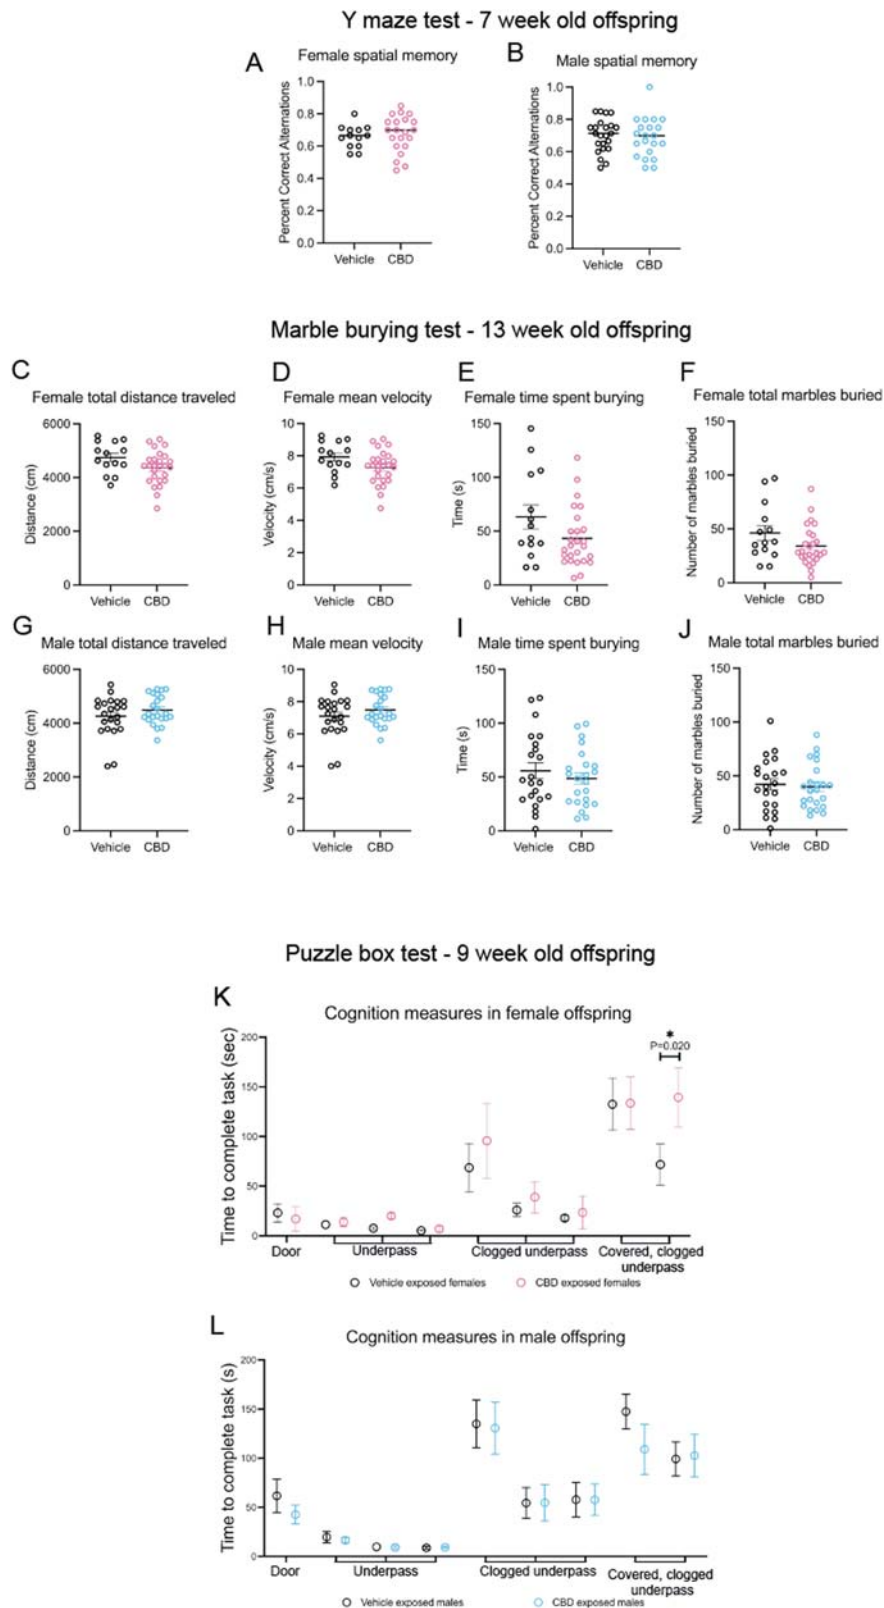 Y maze test - 7 week old offspring
A
Female spatial memory
Percent Correct Alternations
1.0
0.8
0.6
0.4
0.2
0.0
Vehicle
CBD
B
Male spatial memory
Percent Correct Alternations
1.0
0.8
0.6
0.4
0.2
0.0
Vehicle
CBD
Marble burying test - 13 week old offspring
C
Female total distance traveled
Distance (cm)
6000
4000
2000
0
Vehicle
CBD
D
Female mean velocity
Velocity (cm/s)
10
8
6
4
2
0
Vehicle
CBD
E
Female time spent burying
Time (s)
150
100
50
0
Vehicle
CBD
F
Female total marbles buried
Number of marbles buried
150
100
50
0
Vehicle
CBD
G
Male total distance traveled
Distance (cm)
6000
4000
2000
0
Vehicle
CBD
H
Male mean velocity
Velocity (cm/s)
10
8
6
4
2
0
Vehicle
CBD
I
Male time spent burying
Time (s)
150
100
50
0
Vehicle
CBD
J
Male total marbles buried
Number of marbles buried
150
100
50
0
Vehicle
CBD
Puzzle box test - 9 week old offspring
K
Cognition measures in female offspring
Time to complete task (sec)
200
150
100
50
0
*
P=0.020
Door
Underpass
Clogged underpass
Covered, clogged
underpass
Vehicle exposed females
CBD exposed females
L
Cognition measures in male offspring
Time to complete task (s)
200
150
100
50
0
Door
Underpass
Clogged underpass
Covered, clogged
underpass
Vehicle exposed males
CBD exposed males